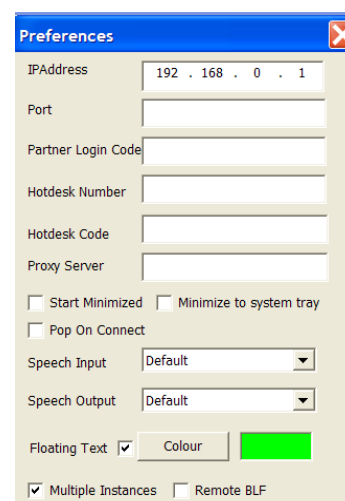 Preferences
IPAddress 192 . 168 . 0 . 1
Port
Partner Login Code
Hotdesk Number
Hotdesk Code
Proxy Server
Start Minimized Minimize to system tray
Pop On Connect
Speech Input Default
Speech Output Default
Floating Text Colour
Multiple Instances Remote BLF